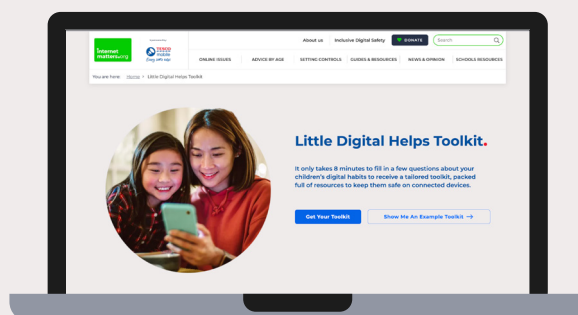 About us
Inclusive Digital Safety
DONATE
Search
internet
matters.org
TESCO
mobile
ONLINE ISSUES
ADVICE BY AGE
SETTING CONTROLS
GUIDES & RESOURCES
NEWS & OPINION
SCHOOLS RESOURCES
You are here: Home > Little Digital Helps Toolkit
Little Digital Helps Toolkit.
It only takes 8 minutes to fill in a few questions about your
children's digital habits to receive a tailored toolkit, packed
full of resources to keep them safe on connected devices.
Get Your Toolkit
Show Me An Example Toolkit →